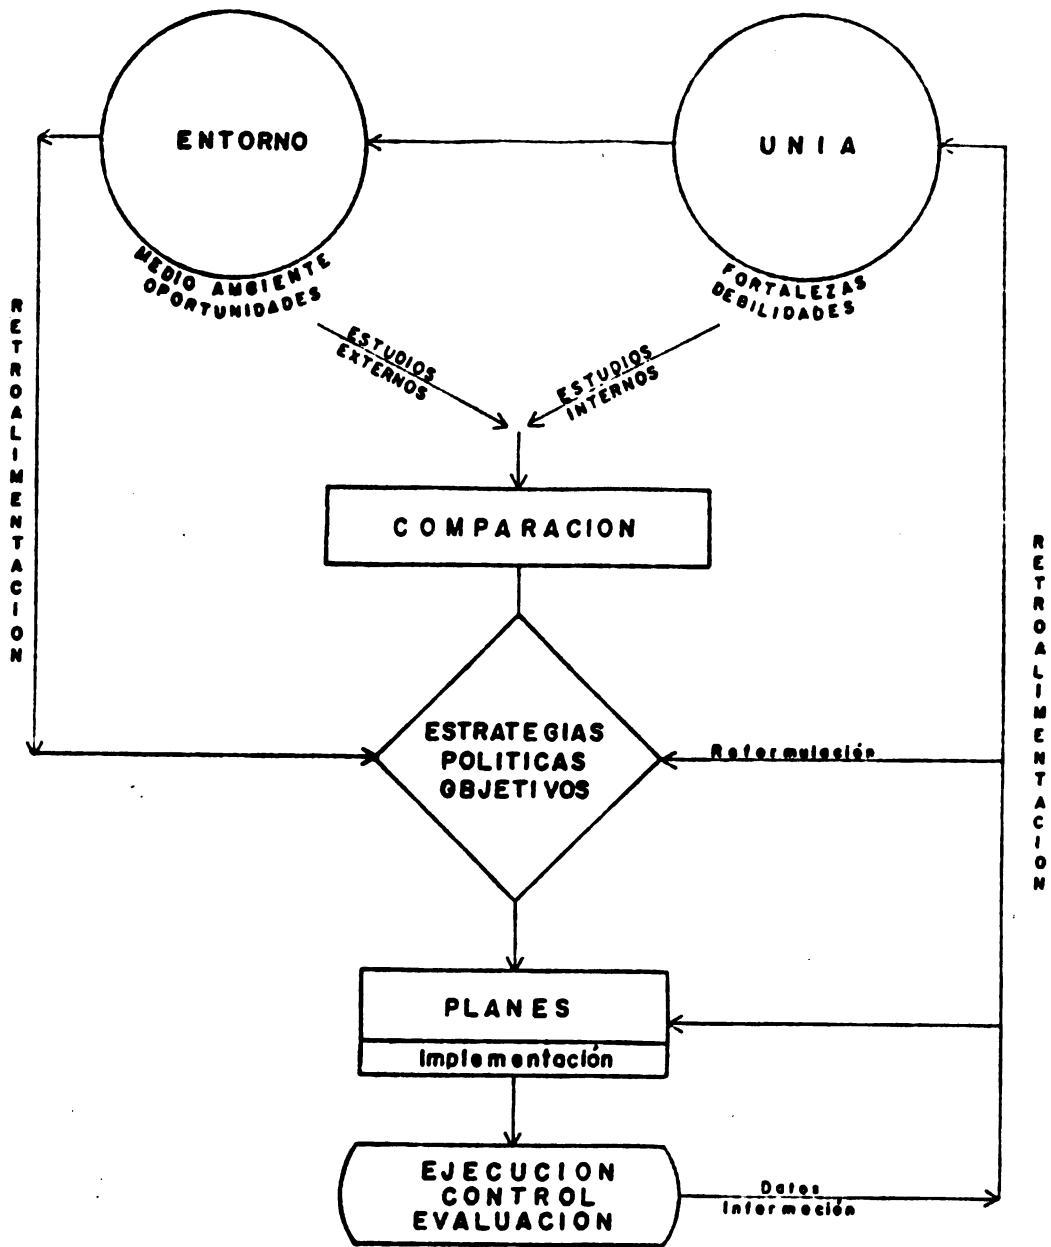 ENTORNO
U N I A
MEDIO AMBIENTE
OPORTUNIDADES
FORTALEZAS
DEBILIDADES
ESTUDIOS
EXTERNOS
ESTUDIOS
INTERNOS
RETROALIMENTACION
COMPARACION
ESTRATEGIAS
POLITICAS
OBJETIVOS
Reformulación
RETROALIMENTACION
PLANES
Implementación
EJECUCION
CONTROL
EVALUACION
Datos
Información